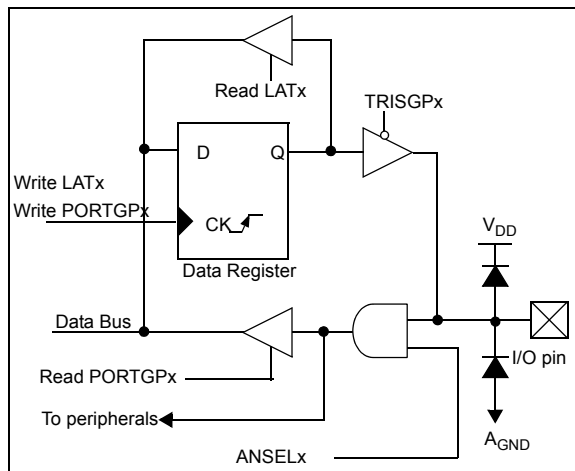 Read LATx
TRISGPx
D
Q
Write LATx
Write PORTGPx
CK
Data Register
VDD
Data Bus
I/O pin
Read PORTGPx
To peripherals
AGND
ANSELx